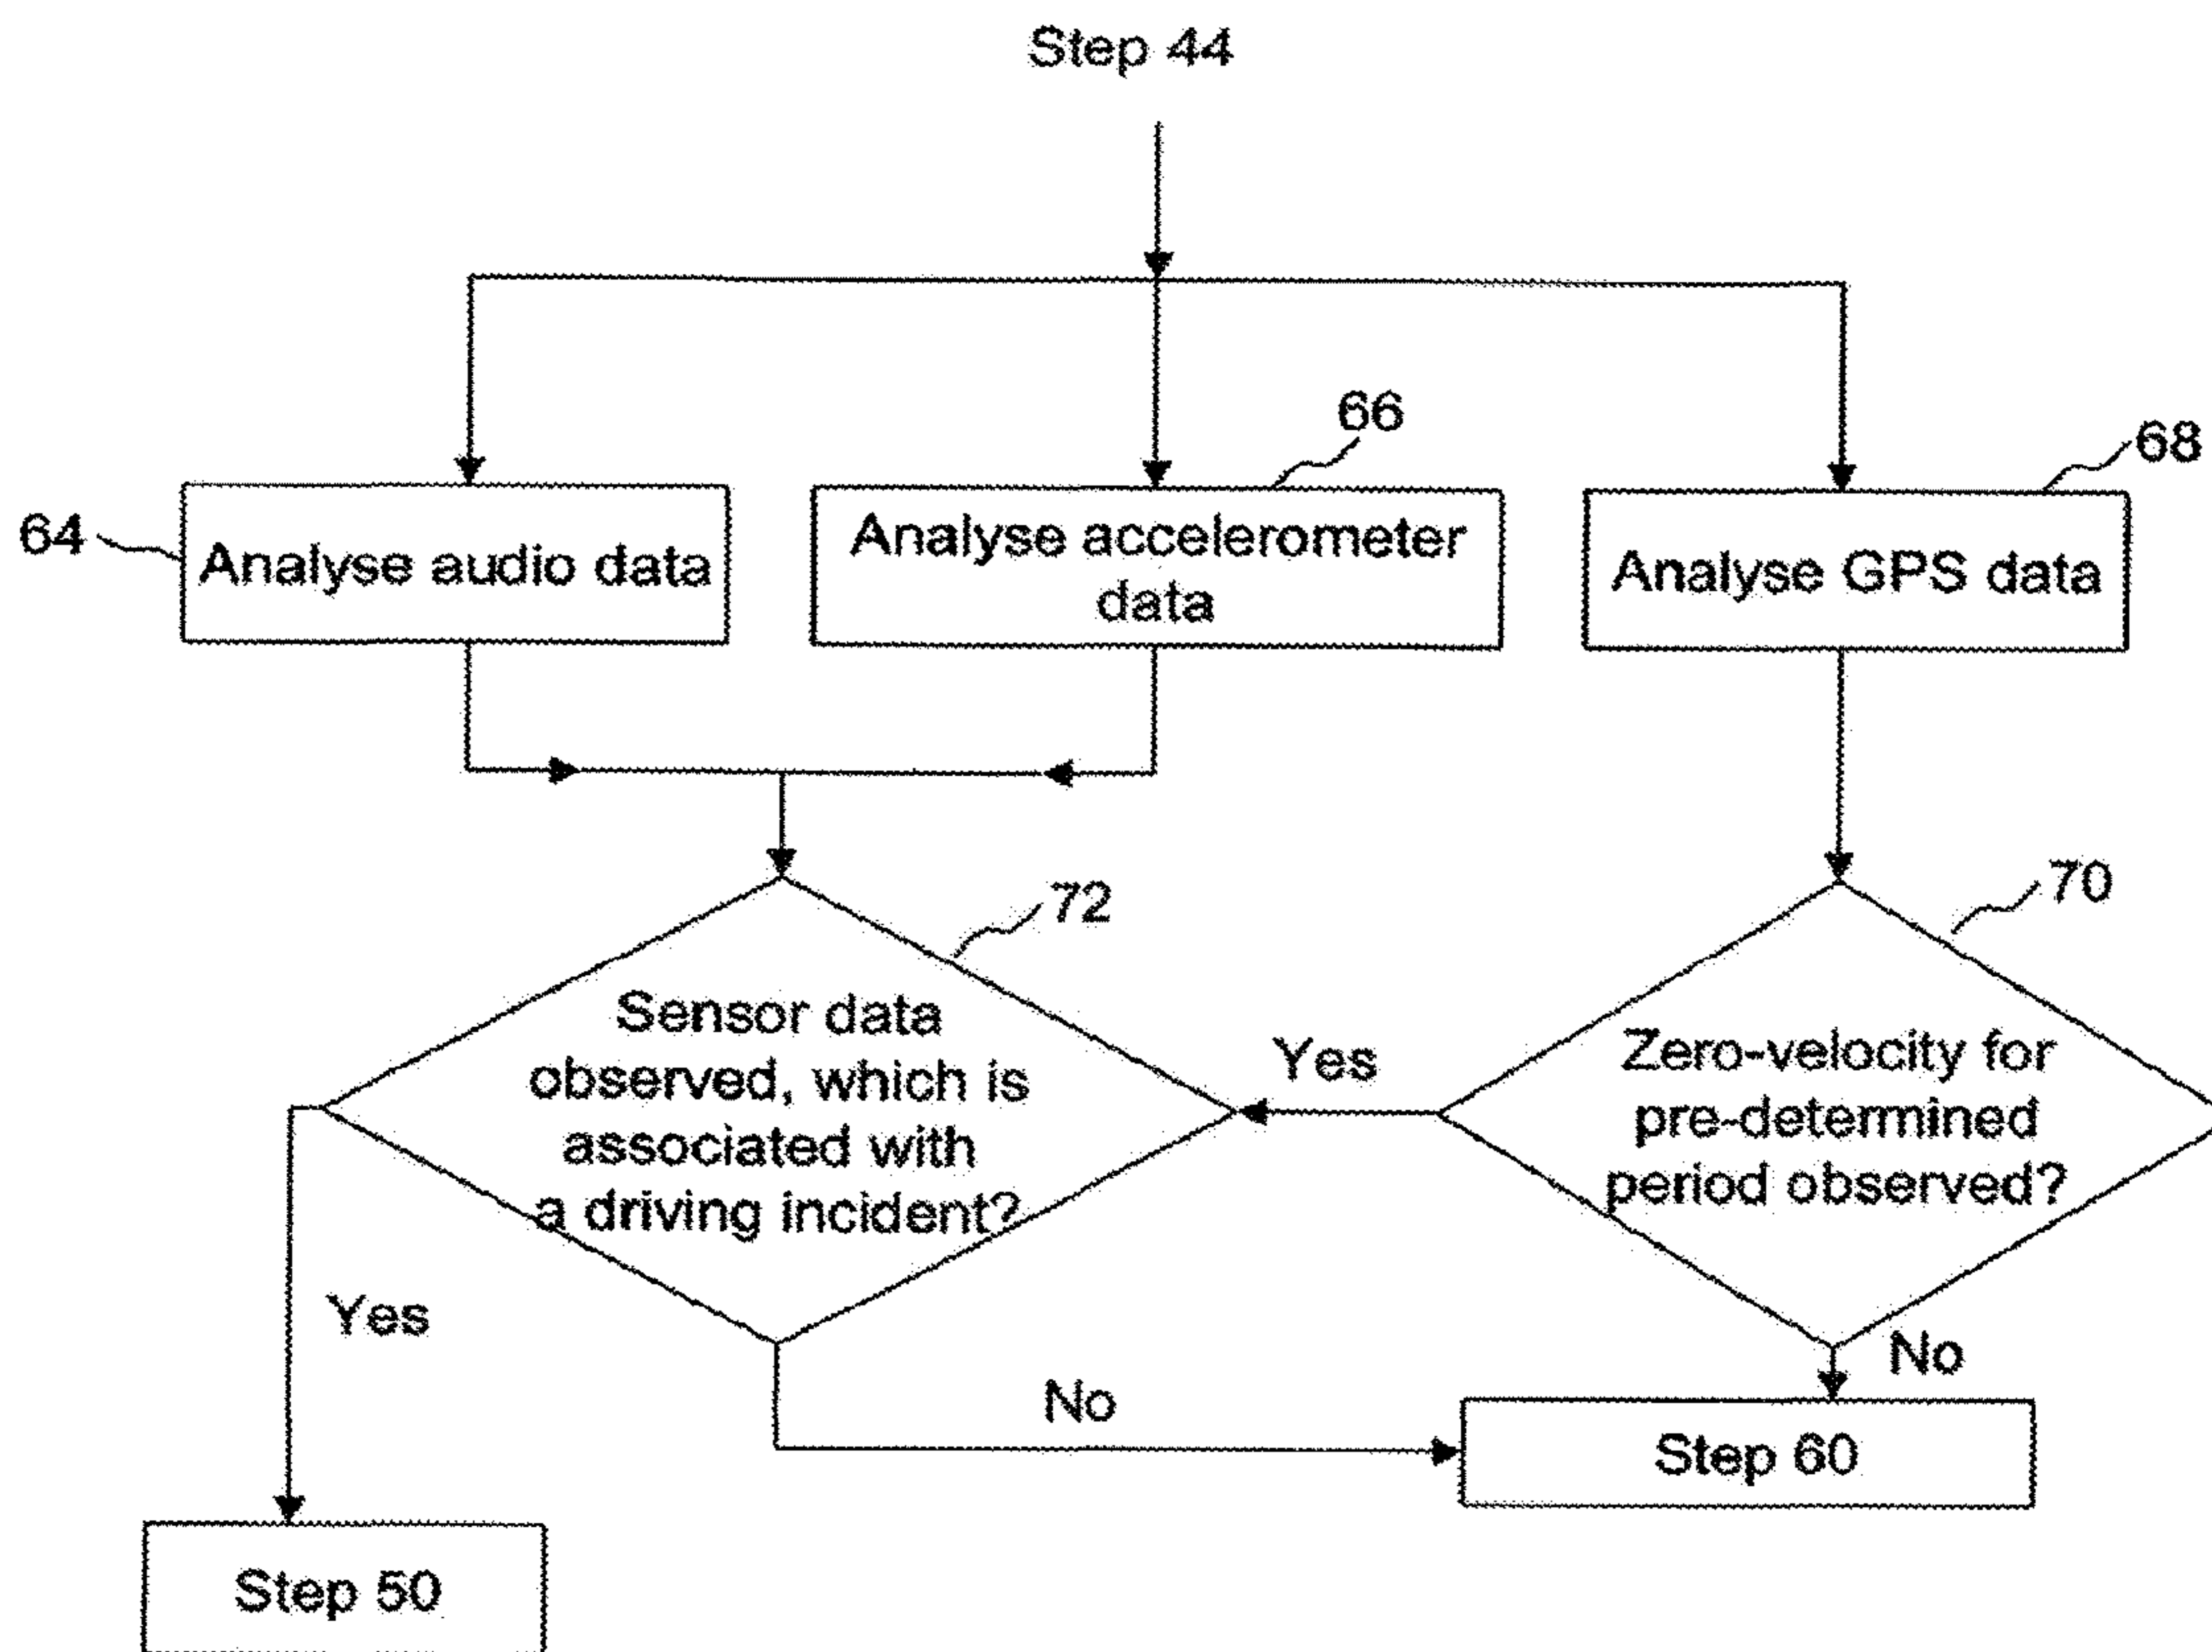 Step 44
66
68
64
Analyse audio data
Analyse accelerometer
data
Analyse GPS data
72
70
Sensor data
observed, which is
associated with
a driving incident?
Yes
Zero-velocity for
pre-determined
period observed?
Yes
No
No
Step 60
Step 50